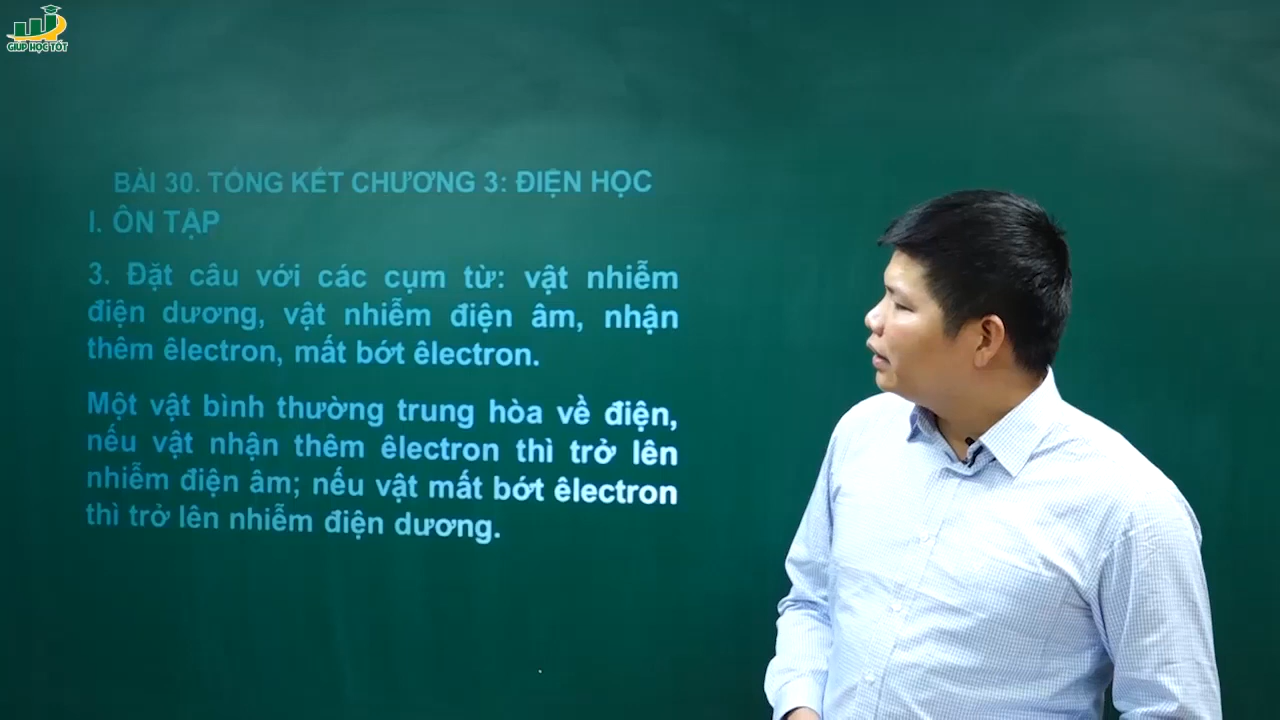 GIÚP HỌC TỐT
BÀI 30. TỔNG KẾT CHƯƠNG 3: ĐIỆN HỌC
I. ÔN TẬP
3. Đặt câu với các cụm từ: vật nhiễm
điện dương, vật nhiễm điện âm, nhận
thêm êlectron, mất bớt êlectron.
Một vật bình thường trung hòa về điện,
nếu vật nhận thêm êlectron thì trở lên
nhiễm điện âm; nếu vật mất bớt êlectron
thì trở lên nhiễm điện dương.